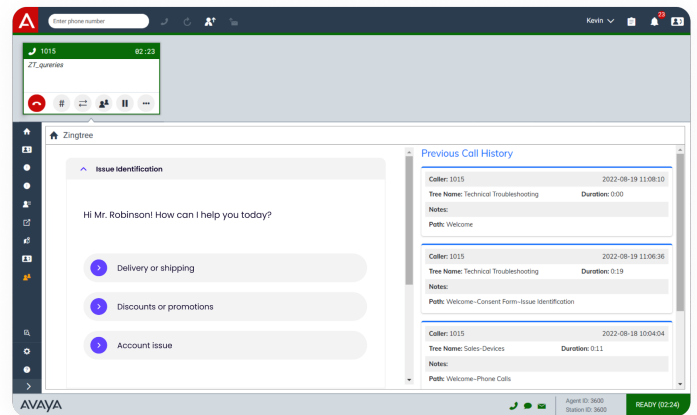 Enter phone number
Kevin
23
1015 02:23
ZT_qureries
#
Zingtree
Issue Identification
Hi Mr. Robinson! How can I help you today?
Delivery or shipping
Discounts or promotions
Account issue
Previous Call History
Caller: 1015 2022-08-19 11:08:10
Tree Name: Technical Troubleshooting Duration: 0:00
Notes:
Path: Welcome
Caller: 1015 2022-08-19 11:06:36
Tree Name: Technical Troubleshooting Duration: 0:19
Notes:
Path: Welcome-Consent Form-Issue Identification
Caller: 1015 2022-08-18 10:04:04
Tree Name: Sales-Devices Duration: 0:11
Notes:
Path: Welcome-Phone Calls
AVAYA
Agent ID: 3600
Station ID: 3600
READY (02:24)